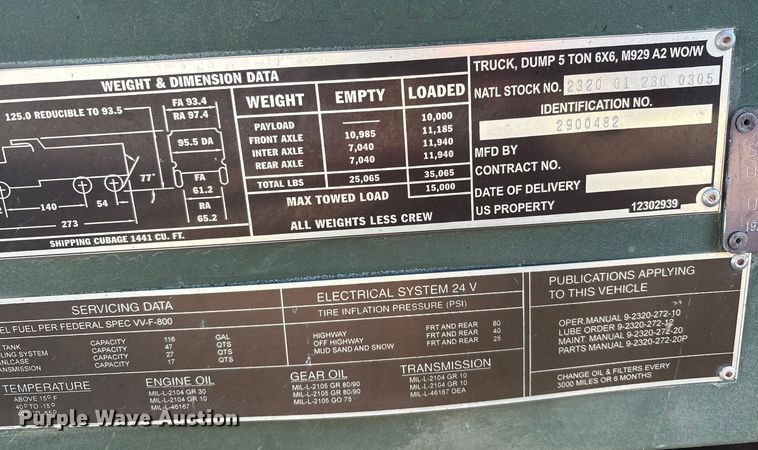 WEIGHT & DIMENSION DATA
125.0 REDUCIBLE TO 93.5
FA 93.4
RA 97.4
95.5 DA
77°
FA
61.2
RA
65.2
140
54
273
SHIPPING CUBAGE 1441 CU. FT.
WEIGHT EMPTY LOADED
PAYLOAD 10,000
FRONT AXLE 10,985 11,185
INTER AXLE 7,040 11,940
REAR AXLE 7,040 11,940
TOTAL LBS 25,065 35,065
MAX TOWED LOAD 15,000
ALL WEIGHTS LESS CREW
TRUCK, DUMP 5 TON 6X6, M929 A2 WO/W
NATL STOCK NO. 2320 01 230 0305
IDENTIFICATION NO.
2900482
MFD BY
CONTRACT NO.
DATE OF DELIVERY
US PROPERTY 12302939
SERVICING DATA
EL FUEL PER FEDERAL SPEC VV-F-800
TANK CAPACITY 116 GAL
LING SYSTEM CAPACITY 47 QTS
ANLCASE CAPACITY 27 QTS
NSMISSION CAPACITY 17 QTS
ELECTRICAL SYSTEM 24 V
TIRE INFLATION PRESSURE (PSI)
HIGHWAY FRT AND REAR 80
OFF HIGHWAY FRT AND REAR 40
MUD SAND AND SNOW FRT AND REAR 25
TEMPERATURE
ABOVE 15° F
40° TO -15°
ENGINE OIL
MIL-L-2104 GR 30
MIL-L-2104 GR 10
MIL-L-46167
GEAR OIL
MIL-L-2105 GR 80/90
MIL-L-2105 GR 80/90
MIL-L-2105 GO 75
TRANSMISSION
MIL-L-2104 GR 10
MIL-L-2104 GR 10
MIL-L-46167 OEA
PUBLICATIONS APPLYING
TO THIS VEHICLE
OPER.MANUAL 9-2320-272-10
LUBE ORDER 9-2320-272-12
MAINT. MANUAL 9-2320-272-20
PARTS MANUAL 9-2320-272-20P
CHANGE OIL & FILTERS EVERY
3000 MILES OR 6 MONTHS
Purple Wave Auction